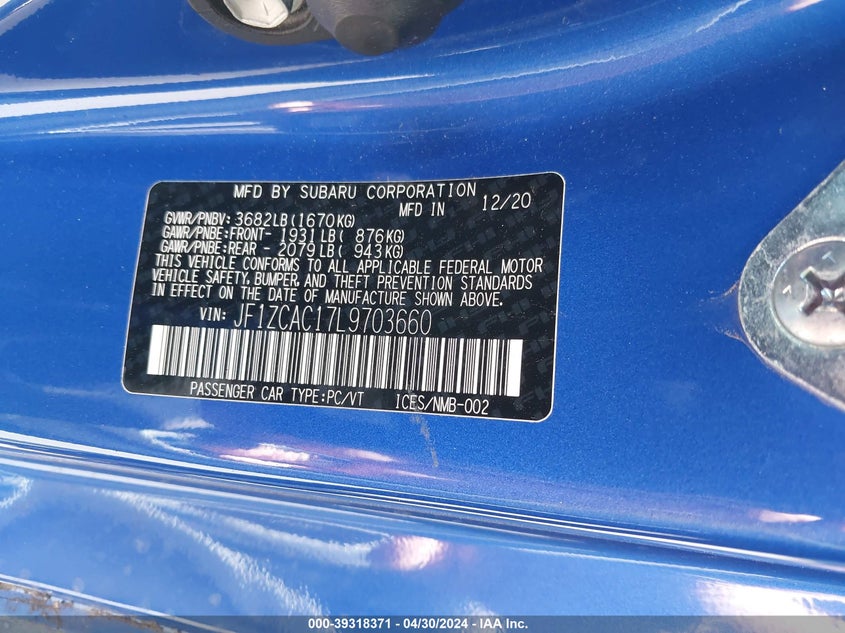 MFD BY SUBARU CORPORATION
MFD IN 12/20
GVWR/PNBV: 3682LB(1670KG)
GAWR/PNBE:FRONT- 1931LB( 876KG)
GAWR/PNBE:REAR - 2079LB( 943KG)
THIS VEHICLE CONFORMS TO ALL APPLICABLE FEDERAL MOTOR
VEHICLE SAFETY, BUMPER, AND THEFT PREVENTION STANDARDS
IN EFFECT ON THE DATE OF MANUFACTURE SHOWN ABOVE.
VIN: JF1ZCAC17L9703660
PASSENGER CAR TYPE:PC/VT ICES/NMB-002
000-39318371 - 04/30/2024 - IAA Inc.